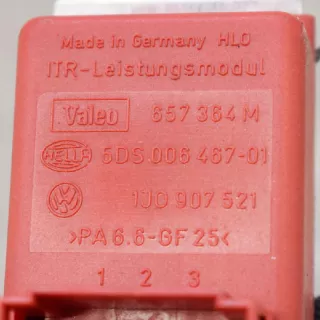 Made in Germany HLO
ITR-Leistungsmodul
Valeo 657 364 M
HELLA 5DS 006 467-01
VW 1J0 907 521
>PA 6.6-GF 25<
1 2 3